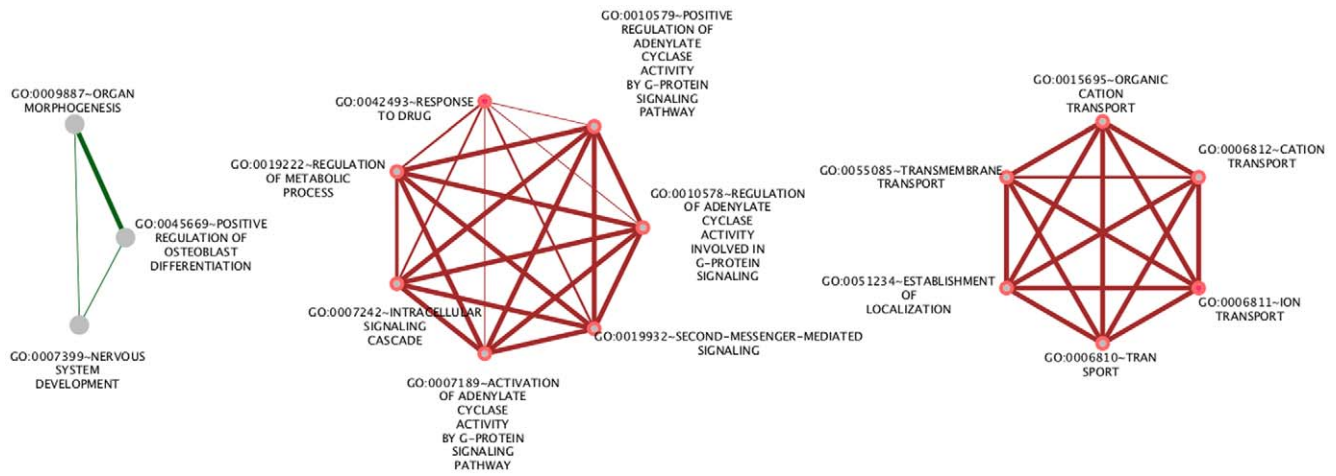 GO:0009887~ORGAN
MORPHOGENESIS
GO:0045669~POSITIVE
REGULATION OF
OSTEOBLAST
DIFFERENTIATION
GO:0007399~NERVOUS
SYSTEM
DEVELOPMENT
GO:0010579~POSITIVE
REGULATION OF
ADENYLATE
CYCLASE
ACTIVITY
BY G-PROTEIN
SIGNALING
PATHWAY
GO:0042493~RESPONSE
TO DRUG
GO:0019222~REGULATION
OF METABOLIC
PROCESS
GO:0010578~REGULATION
OF ADENYLATE
CYCLASE
ACTIVITY
INVOLVED IN
G-PROTEIN
SIGNALING
GO:0007242~INTRACELLULAR
SIGNALING
CASCADE
GO:0019932~SECOND-MESSENGER-MEDIATED
SIGNALING
GO:0007189~ACTIVATION
OF ADENYLATE
CYCLASE
ACTIVITY
BY G-PROTEIN
SIGNALING
PATHWAY
GO:0015695~ORGANIC
CATION
TRANSPORT
GO:0006812~CATION
TRANSPORT
GO:0055085~TRANSMEMBRANE
TRANSPORT
GO:0051234~ESTABLISHMENT
OF
LOCALIZATION
GO:0006811~ION
TRANSPORT
GO:0006810~TRAN
SPORT